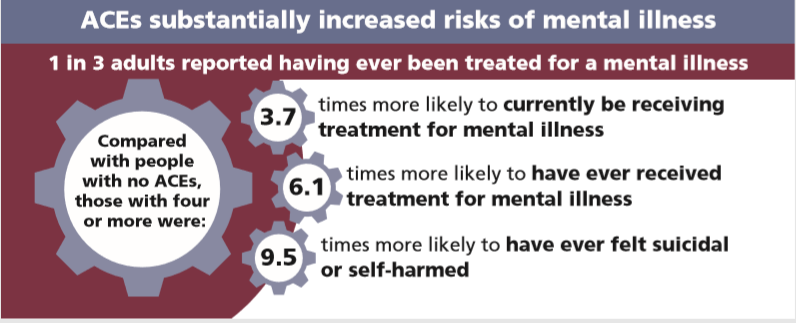 ACEs substantially increased risks of mental illness
1 in 3 adults reported having ever been treated for a mental illness
Compared
with people
with no ACEs,
those with four
or more were:
3.7
times more likely to currently be receiving
treatment for mental illness
6.1
times more likely to have ever received
treatment for mental illness
9.5
times more likely to have ever felt suicidal
or self-harmed